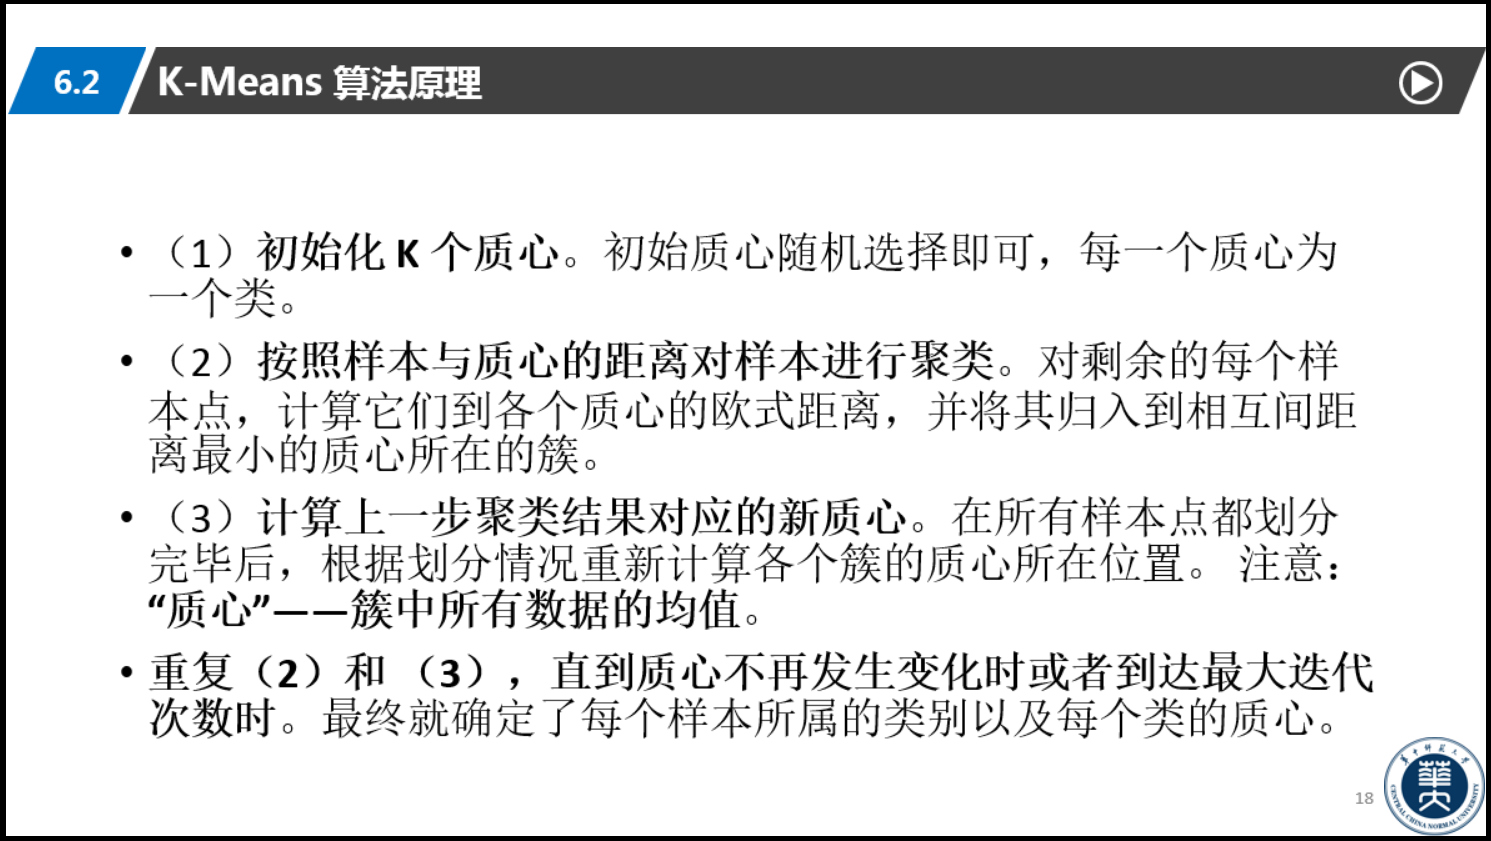 6.2
K-Means 算法原理
• （1）初始化 K 个质心。初始质心随机选择即可，每一个质心为
一个类。
• （2）按照样本与质心的距离对样本进行聚类。对剩余的每个样
本点，计算它们到各个质心的欧式距离，并将其归入到相互间距
离最小的质心所在的簇。
• （3）计算上一步聚类结果对应的新质心。在所有样本点都划分
完毕后，根据划分情况重新计算各个簇的质心所在位置。 注意：
“质心”——簇中所有数据的均值。
• 重复（2）和 （3），直到质心不再发生变化时或者到达最大迭代
次数时。最终就确定了每个样本所属的类别以及每个类的质心。
18
华中师范大学
CENTRAL CHINA NORMAL UNIVERSITY